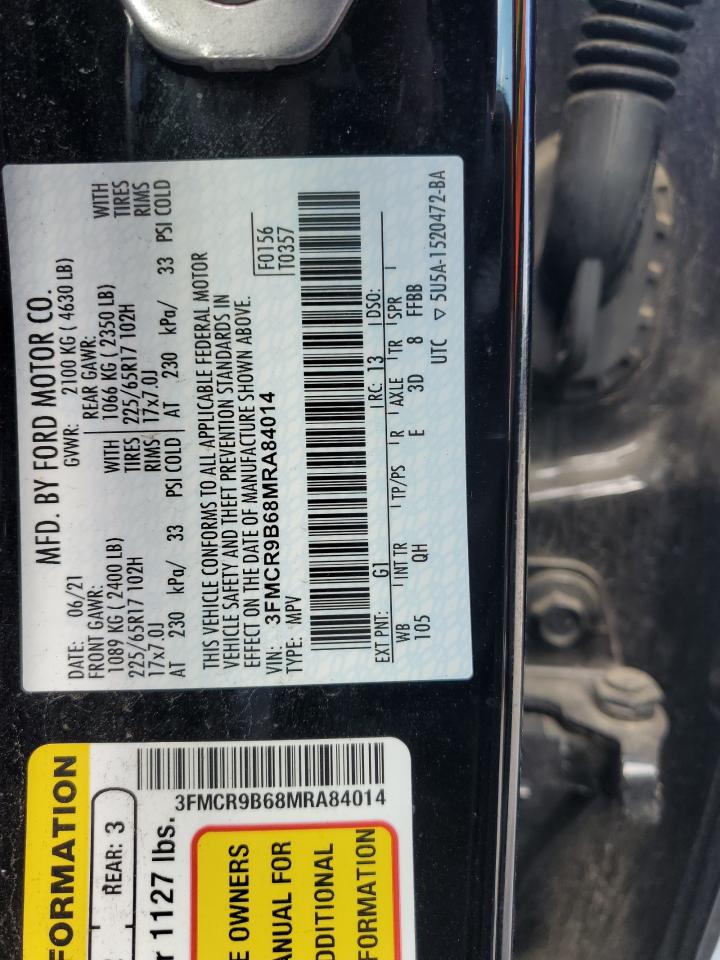 MFD. BY FORD MOTOR CO.
DATE: 06/21 GVWR: 2100 KG ( 4630 LB)
FRONT GAWR: REAR GAWR:
1089 KG ( 2400 LB) WITH 1066 KG ( 2350 LB) WITH
225/65R17 102H TIRES 225/65R17 102H TIRES
17x7.0J RIMS 17x7.0J RIMS
AT 230 kPa/ 33 PSI COLD AT 230 kPa/ 33 PSI COLD
THIS VEHICLE CONFORMS TO ALL APPLICABLE FEDERAL MOTOR
VEHICLE SAFETY AND THEFT PREVENTION STANDARDS IN
EFFECT ON THE DATE OF MANUFACTURE SHOWN ABOVE.
VIN: 3FMCR9B68MRA84014 F0156
TYPE: MPV T0357
EXT PNT: G1 RC: 13 DSO:
WB INT TR TP/PS R AXLE TR SPR
105 QH E 3D 8 FFBB
UTC ▽ 5U5A-1520472-BA
FORMATION
REAR: 3
1127 lbs.
3FMCR9B68MRA84014
OWNERS
FOR